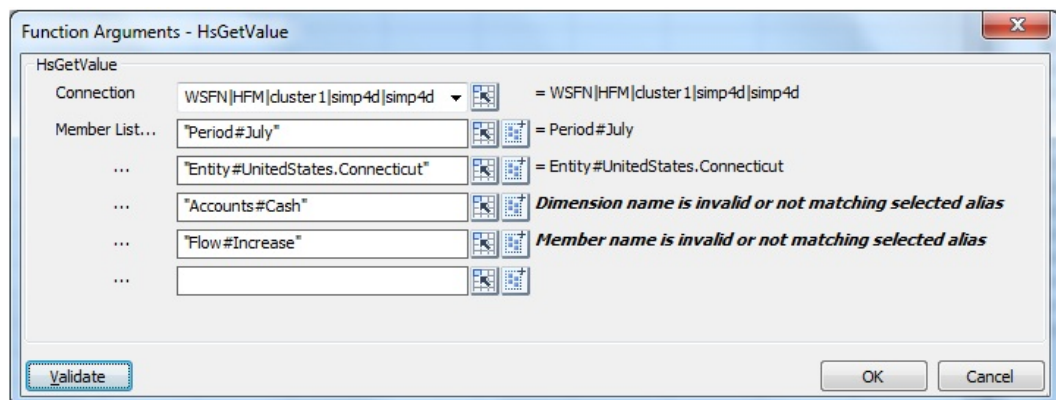 Function Arguments - HsGetValue
HsGetValue
Connection WSFN|HFM|cluster1|simp4d|simp4d = WSFN|HFM|cluster1|simp4d|simp4d
Member List... "Period#July" = Period#July
... "Entity#UnitedStates.Connecticut" = Entity#UnitedStates.Connecticut
... "Accounts#Cash" Dimension name is invalid or not matching selected alias
... "Flow#Increase" Member name is invalid or not matching selected alias
...
Validate OK Cancel